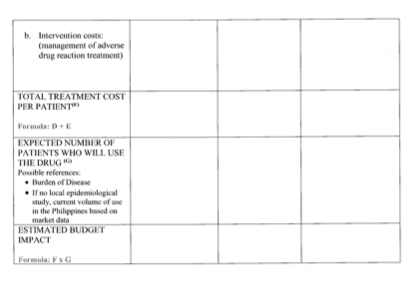 b. Intervention costs:
(management of adverse
drug reaction treatment)
TOTAL TREATMENT COST
PER PATIENT(F)
Formula: D + E
EXPECTED NUMBER OF
PATIENTS WHO WILL USE
THE DRUG (G)
Possible references:
• Burden of Disease
• If no local epidemiological
study, current volume of use
in the Philippines based on
market data
ESTIMATED BUDGET
IMPACT
Formula: F x G